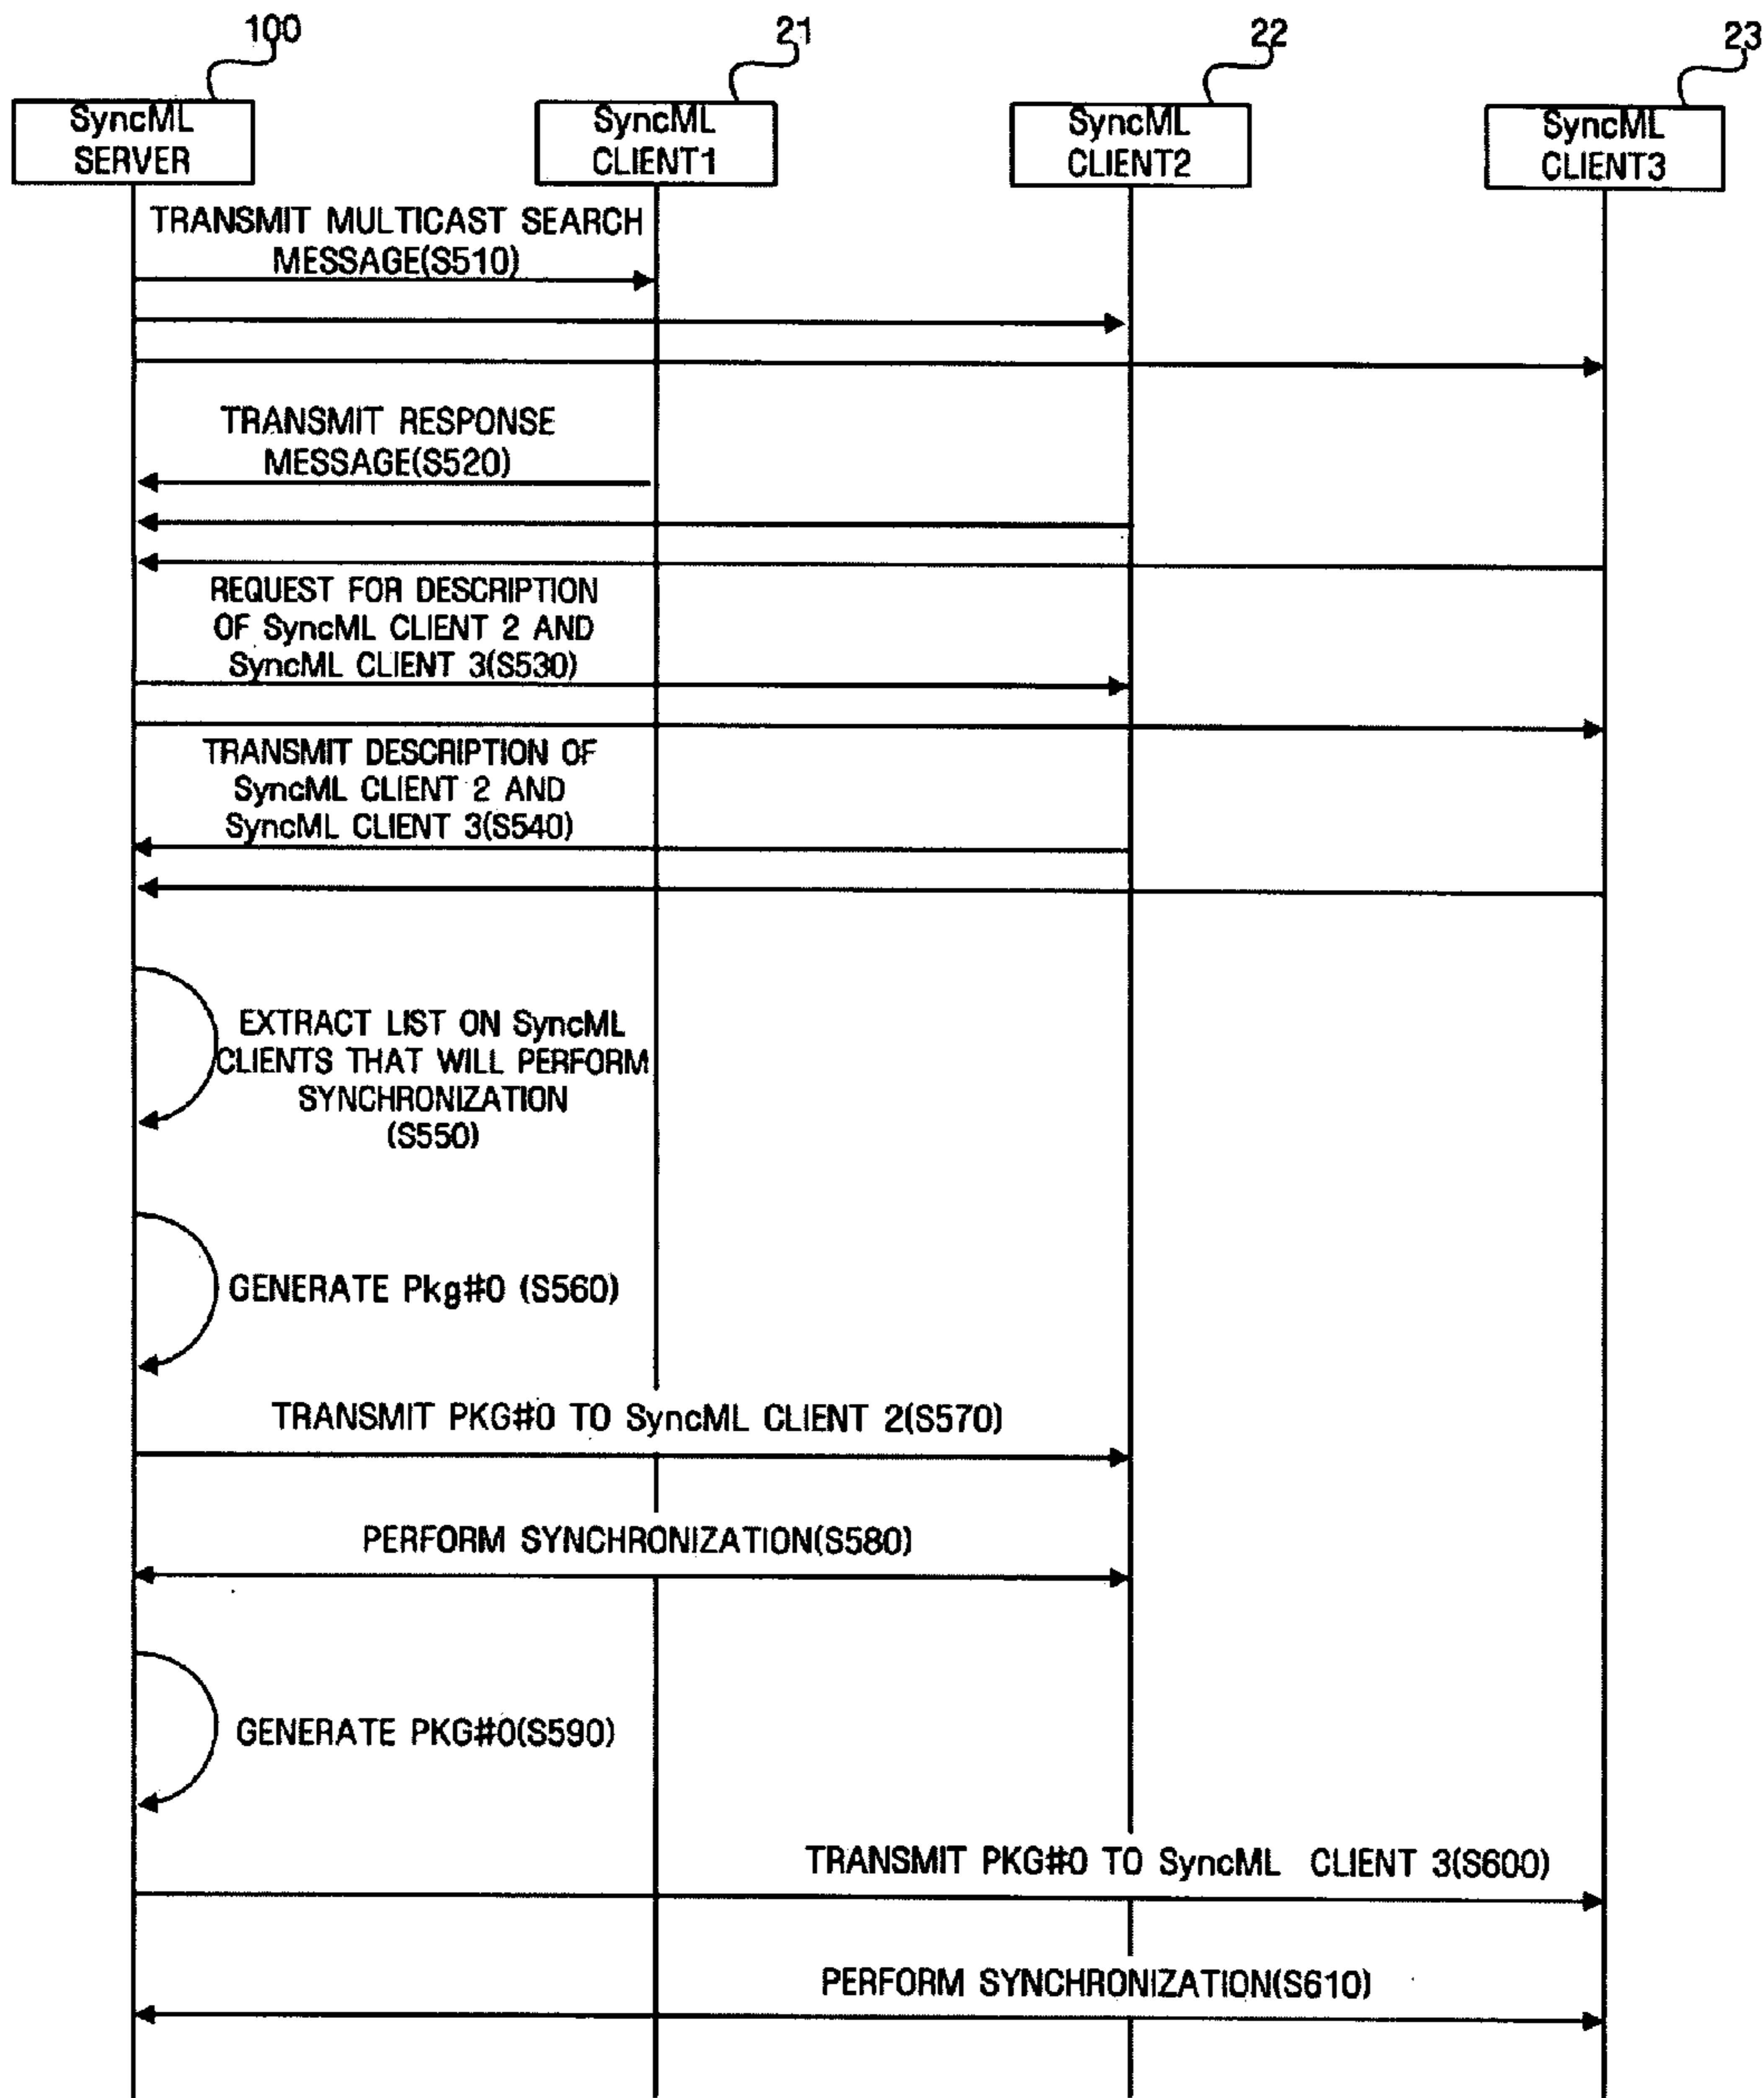 100
21
22
23
SyncML
SERVER
SyncML
CLIENT1
SyncML
CLIENT2
SyncML
CLIENT3
TRANSMIT MULTICAST SEARCH
MESSAGE(S510)
TRANSMIT RESPONSE
MESSAGE(S520)
REQUEST FOR DESCRIPTION
OF SyncML CLIENT 2 AND
SyncML CLIENT 3(S530)
TRANSMIT DESCRIPTION OF
SyncML CLIENT 2 AND
SyncML CLIENT 3(S540)
EXTRACT LIST ON SyncML
CLIENTS THAT WILL PERFORM
SYNCHRONIZATION
(S550)
GENERATE Pkg#0 (S560)
TRANSMIT PKG#0 TO SyncML CLIENT 2(S570)
PERFORM SYNCHRONIZATION(S580)
GENERATE PKG#0(S590)
TRANSMIT PKG#0 TO SyncML CLIENT 3(S600)
PERFORM SYNCHRONIZATION(S610)